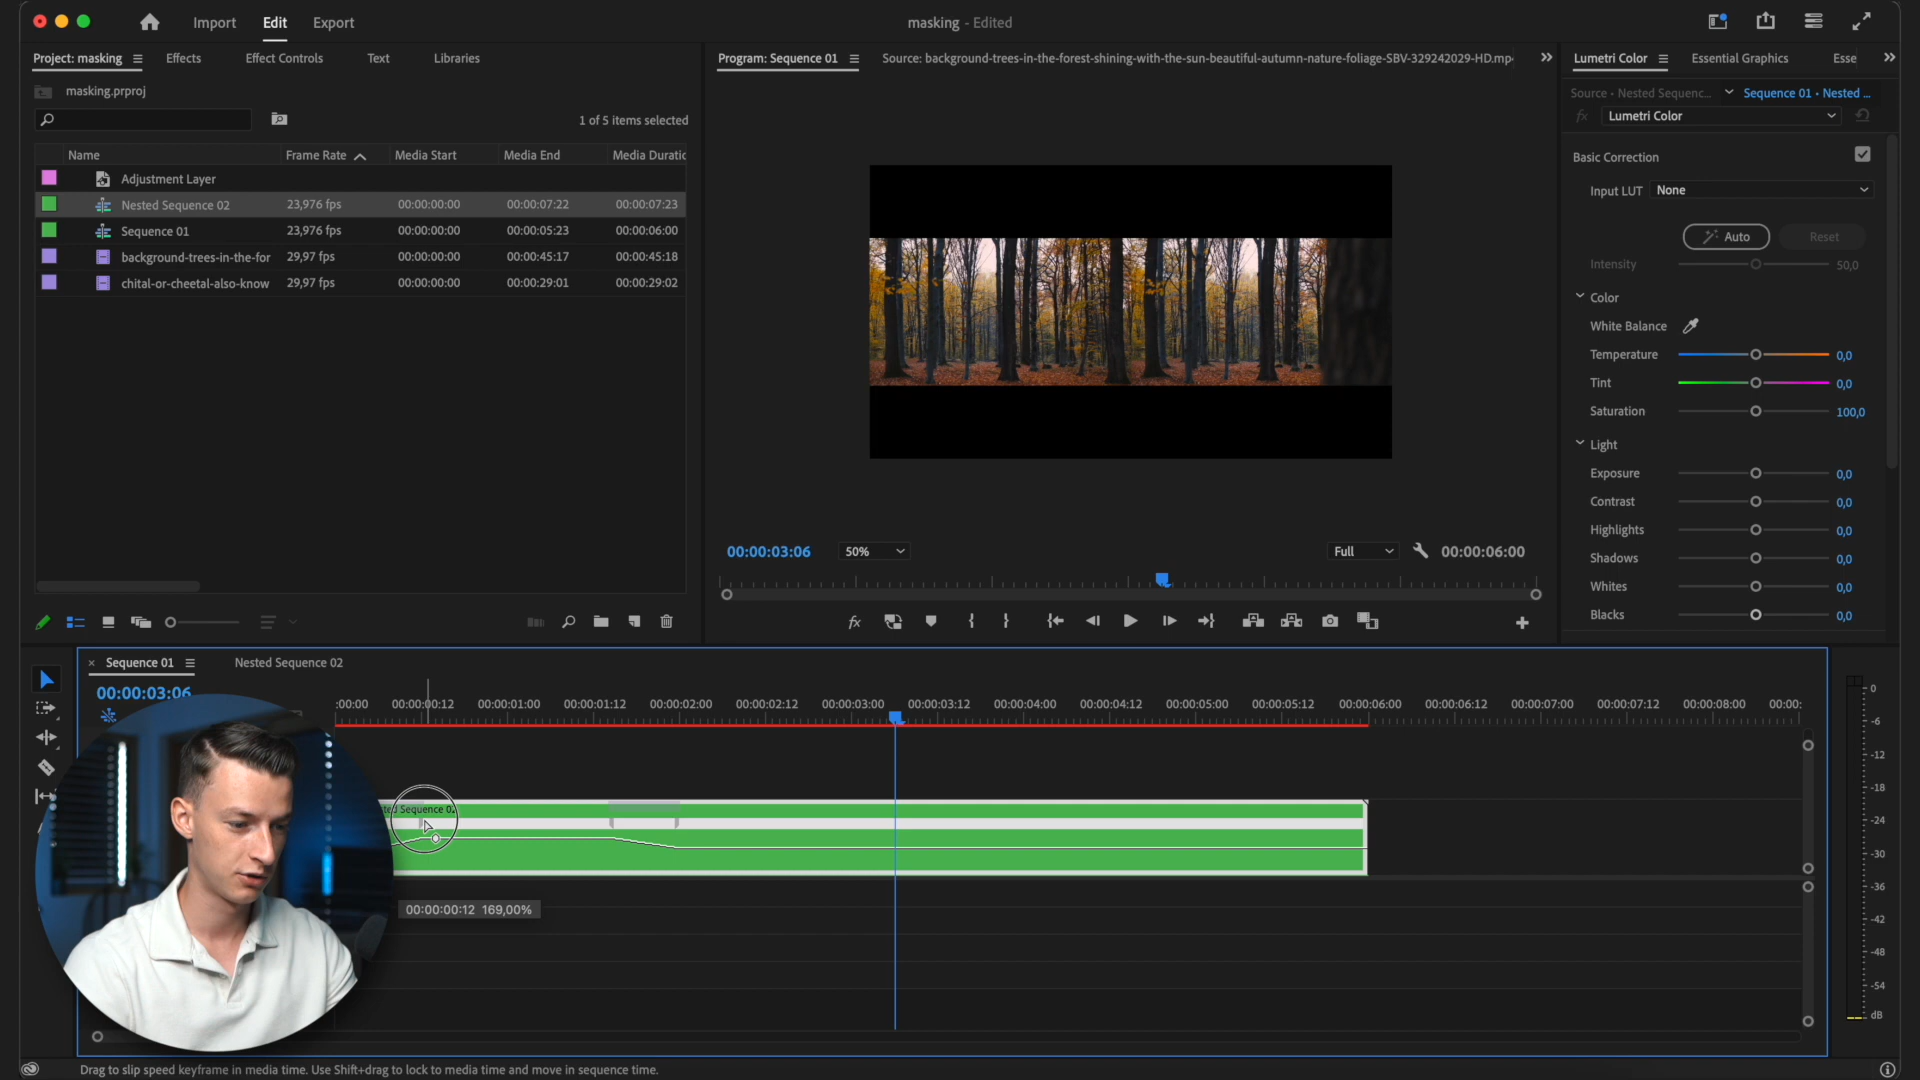 Import
Edit
Export
masking - Edited
Project: masking
Effects
Effect Controls
Text
Libraries
Program: Sequence 01
Source: background-trees-in-the-forest-shining-with-the-sun-beautiful-autumn-nature-foliage-SBV-329242029-HD.mp
Lumetri Color
Essential Graphics
Esse
masking.prproj
1 of 5 items selected
Name
Frame Rate
Media Start
Media End
Media Duratic
Adjustment Layer
Nested Sequence 02
23,976 fps
00:00:00:00
00:00:07:22
00:00:07:23
Sequence 01
23,976 fps
00:00:00:00
00:00:05:23
00:00:06:00
background-trees-in-the-for
29,97 fps
00:00:00:00
00:00:45:17
00:00:45:18
chital-or-cheetal-also-know
29,97 fps
00:00:00:00
00:00:29:01
00:00:29:02
Source • Nested Sequenc...
Sequence 01 • Nested ...
fx
Lumetri Color
Basic Correction
Input LUT
None
Auto
Reset
Intensity
50,0
Color
White Balance
Temperature
0,0
Tint
0,0
Saturation
100,0
Light
Exposure
0,0
Contrast
0,0
Highlights
0,0
Shadows
0,0
Whites
0,0
Blacks
0,0
00:00:03:06
50%
Full
00:00:06:00
fx
Sequence 01
Nested Sequence 02
00:00:03:06
:00:00
00:00:00:12
00:00:01:00
00:00:01:12
00:00:02:00
00:00:02:12
00:00:03:00
00:00:03:12
00:00:04:00
00:00:04:12
00:00:05:00
00:00:05:12
00:00:06:00
00:00:06:12
00:00:07:00
00:00:07:12
00:00:08:00
00:00:
ted Sequence 02
00:00:00:12 169,00%
0
-6
-12
-18
-24
-30
-36
-42
-48
-54
dB
Drag to slip speed keyframe in media time. Use Shift+drag to lock to media time and move in sequence time.